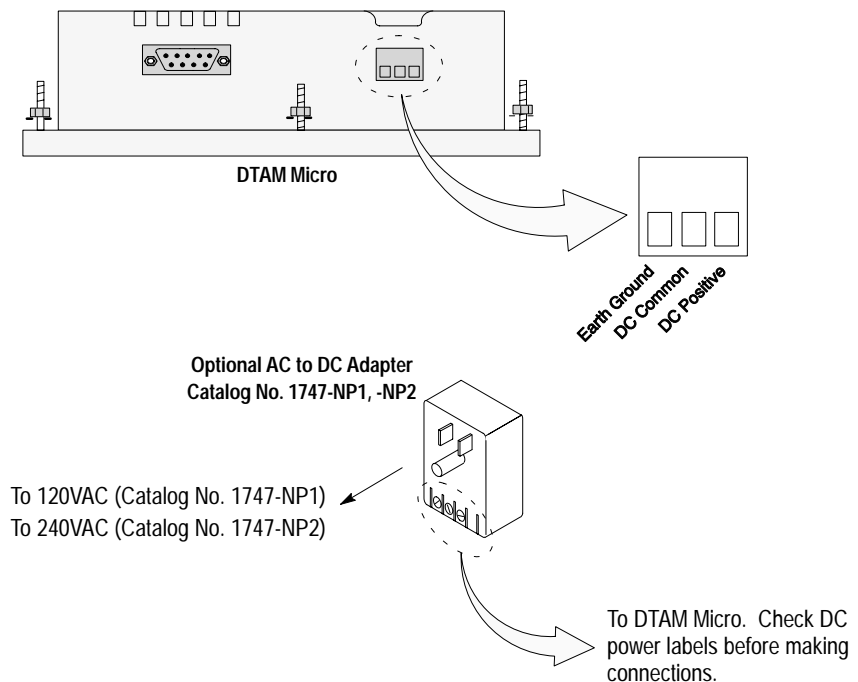 DTAM Micro
Earth Ground
DC Common
DC Positive
Optional AC to DC Adapter
Catalog No. 1747-NP1, -NP2
To 120VAC (Catalog No. 1747-NP1)
To 240VAC (Catalog No. 1747-NP2)
To DTAM Micro. Check DC
power labels before making
connections.